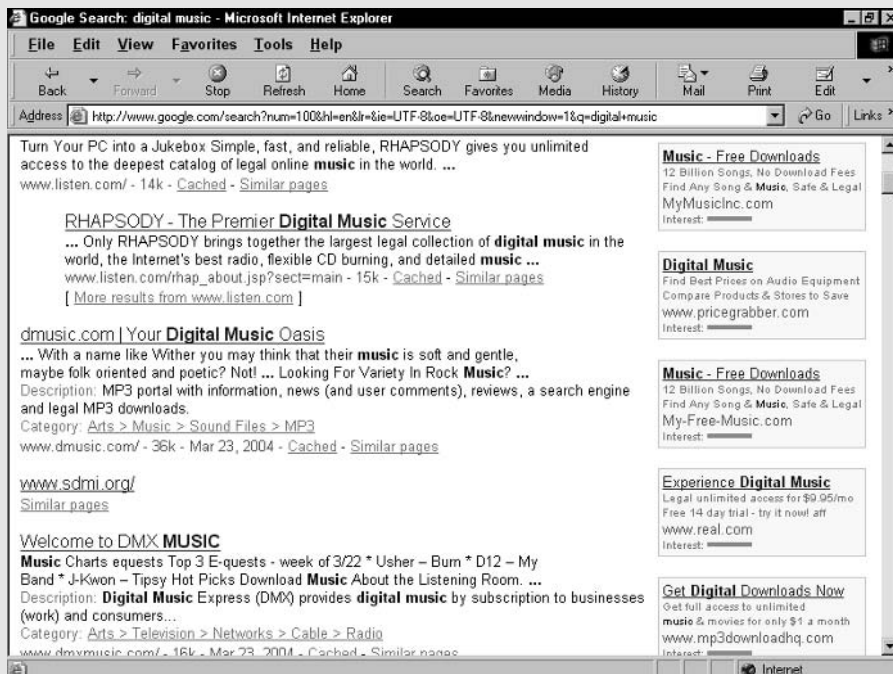 Google Search: digital music - Microsoft Internet Explorer
File Edit View Favorites Tools Help
Back Forward Stop Refresh Home Search Favorites Media History Mail Print Edit
Address http://www.google.com/search?num=100&hl=en&lr=&ie=UTF-8&oe=UTF-8&newwindow=1&q=digital+music Go Links
Turn Your PC into a Jukebox Simple, fast, and reliable, RHAPSODY gives you unlimited
access to the deepest catalog of legal online music in the world. ...
www.listen.com/ - 14k - Cached - Similar pages
RHAPSODY - The Premier Digital Music Service
... Only RHAPSODY brings together the largest legal collection of digital music in the
world, the Internet's best radio, flexible CD burning, and detailed music ...
www.listen.com/rhap_about.jsp?sect=main - 15k - Cached - Similar pages
[ More results from www.listen.com ]
dmusic.com | Your Digital Music Oasis
... With a name like Wither you may think that their music is soft and gentle,
maybe folk oriented and poetic? Not! ... Looking For Variety In Rock Music? ...
Description: MP3 portal with information, news (and user comments), reviews, a search engine
and legal MP3 downloads.
Category: Arts > Music > Sound Files > MP3
www.dmusic.com/ - 36k - Mar 23, 2004 - Cached - Similar pages
www.sdmi.org/
Similar pages
Welcome to DMX MUSIC
Music Charts equests Top 3 E-quests - week of 3/22 * Usher – Burn * D12 – My
Band * J-Kwon – Tipsy Hot Picks Download Music About the Listening Room. ...
Description: Digital Music Express (DMX) provides digital music by subscription to businesses
(work) and consumers...
Category: Arts > Television > Networks > Cable > Radio
www.dmxmusic.com/ - 16k - Mar 23, 2004 - Cached - Similar pages
Music - Free Downloads
12 Billion Songs, No Download Fees
Find Any Song & Music, Safe & Legal
MyMusicInc.com
Interest:
Digital Music
Find Best Prices on Audio Equipment
Compare Products & Stores to Save
www.pricegrabber.com
Interest:
Music - Free Downloads
12 Billion Songs, No Download Fees
Find Any Song & Music, Safe & Legal
My-Free-Music.com
Interest:
Experience Digital Music
Legal unlimited access for $9.95/mo
Free 14 day trial - try it now! aff
www.real.com
Interest:
Get Digital Downloads Now
Get full access to unlimited
music & movies for only $1 a month
www.mp3downloadhq.com
Interest:
Internet